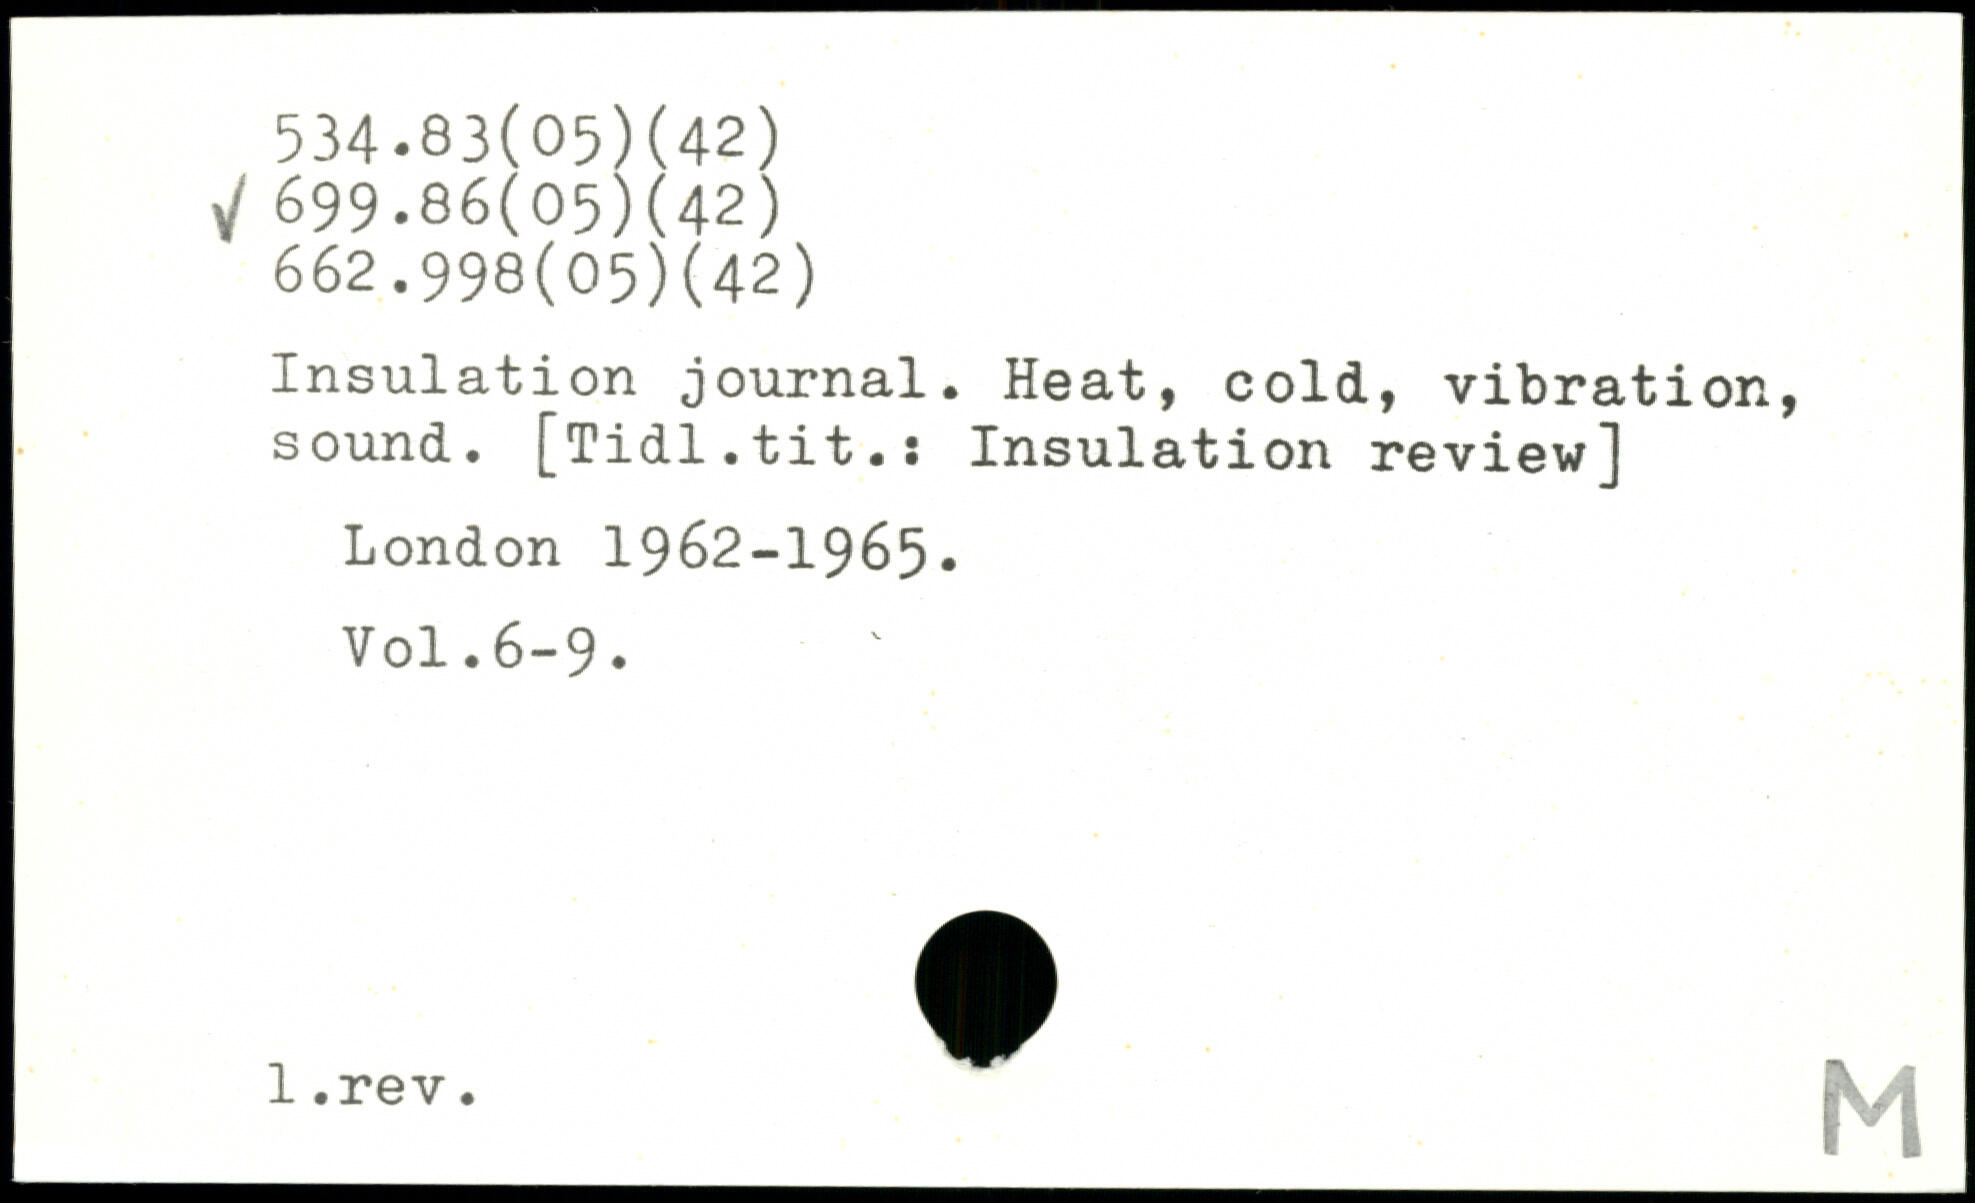 534.83(05)(42)
✓ 699.86(05)(42)
662.998(05)(42)
Insulation journal. Heat, cold, vibration,
sound. [Tidl.tit.: Insulation review]
London 1962-1965.
Vol.6-9.
1.rev.
M